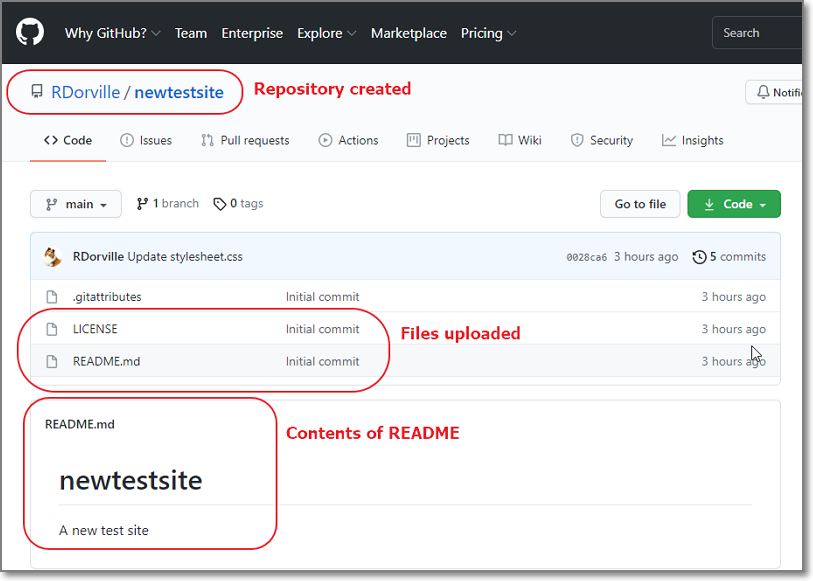 Why GitHub? Team Enterprise Explore Marketplace Pricing Search
RDorville / newtestsite Repository created
Code Issues Pull requests Actions Projects Wiki Security Insights
main 1 branch 0 tags Go to file Code
RDorville Update stylesheet.css 0028ca6 3 hours ago 5 commits
.gitattributes Initial commit 3 hours ago
LICENSE Initial commit 3 hours ago
Files uploaded
README.md Initial commit 3 hours ago
README.md
Contents of README
newtestsite
A new test site